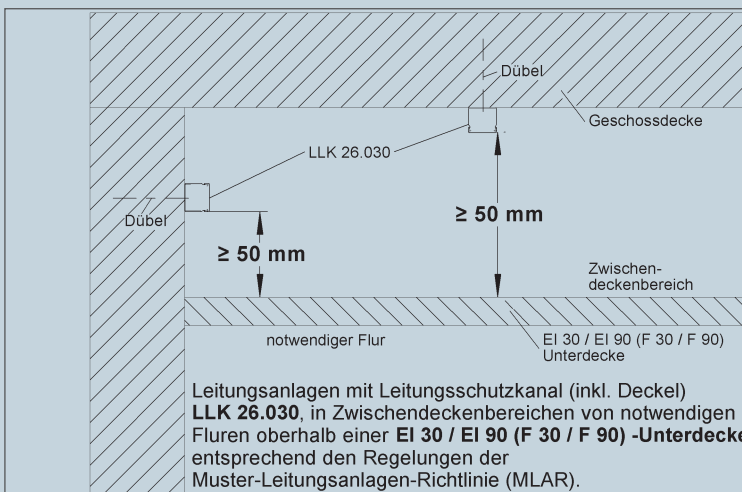 Dübel
Geschossdecke
LLK 26.030
Dübel
≥ 50 mm
≥ 50 mm
Zwischen-
deckenbereich
notwendiger Flur
EI 30 / EI 90 (F 30 / F 90)
Unterdecke
Leitungsanlagen mit Leitungsschutzkanal (inkl. Deckel)
LLK 26.030, in Zwischendeckenbereichen von notwendigen
Fluren oberhalb einer EI 30 / EI 90 (F 30 / F 90) -Unterdecke
entsprechend den Regelungen der
Muster-Leitungsanlagen-Richtlinie (MLAR).